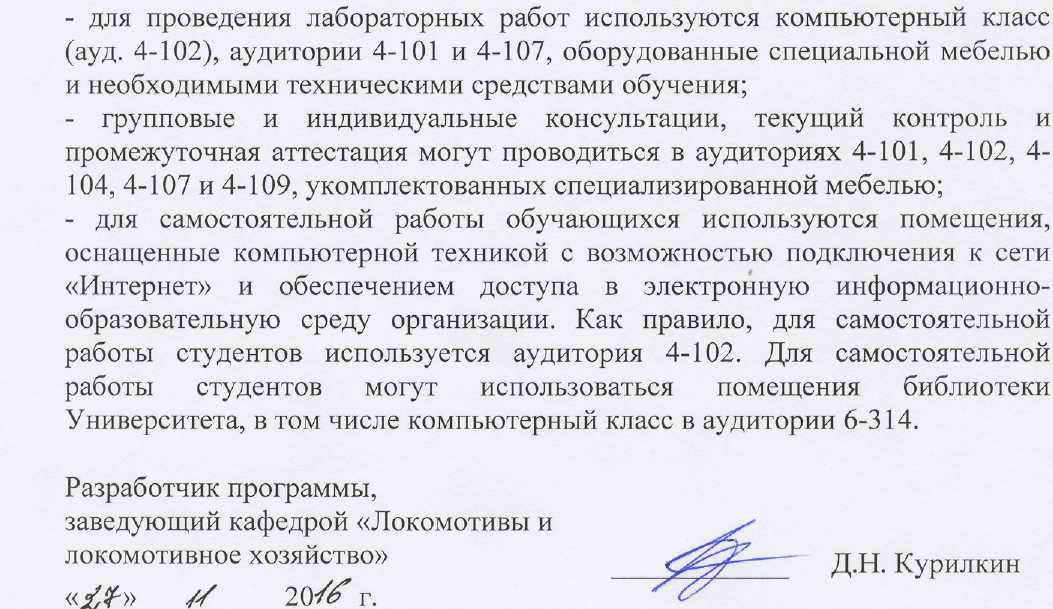 - для проведения лабораторных работ используются компьютерный класс
(ауд. 4-102), аудитории 4-101 и 4-107, оборудованные специальной мебелью
и необходимыми техническими средствами обучения;
- групповые и индивидуальные консультации, текущий контроль и
промежуточная аттестация могут проводиться в аудиториях 4-101, 4-102, 4-
104, 4-107 и 4-109, укомплектованных специализированной мебелью;
- для самостоятельной работы обучающихся используются помещения,
оснащенные компьютерной техникой с возможностью подключения к сети
«Интернет» и обеспечением доступа в электронную информационно-
образовательную среду организации. Как правило, для самостоятельной
работы студентов используется аудитория 4-102. Для самостоятельной
работы студентов могут использоваться помещения библиотеки
Университета, в том числе компьютерный класс в аудитории 6-314.
Разработчик программы,
заведующий кафедрой «Локомотивы и
локомотивное хозяйство»
Д.Н. Курилкин
«27» 11 2016 г.